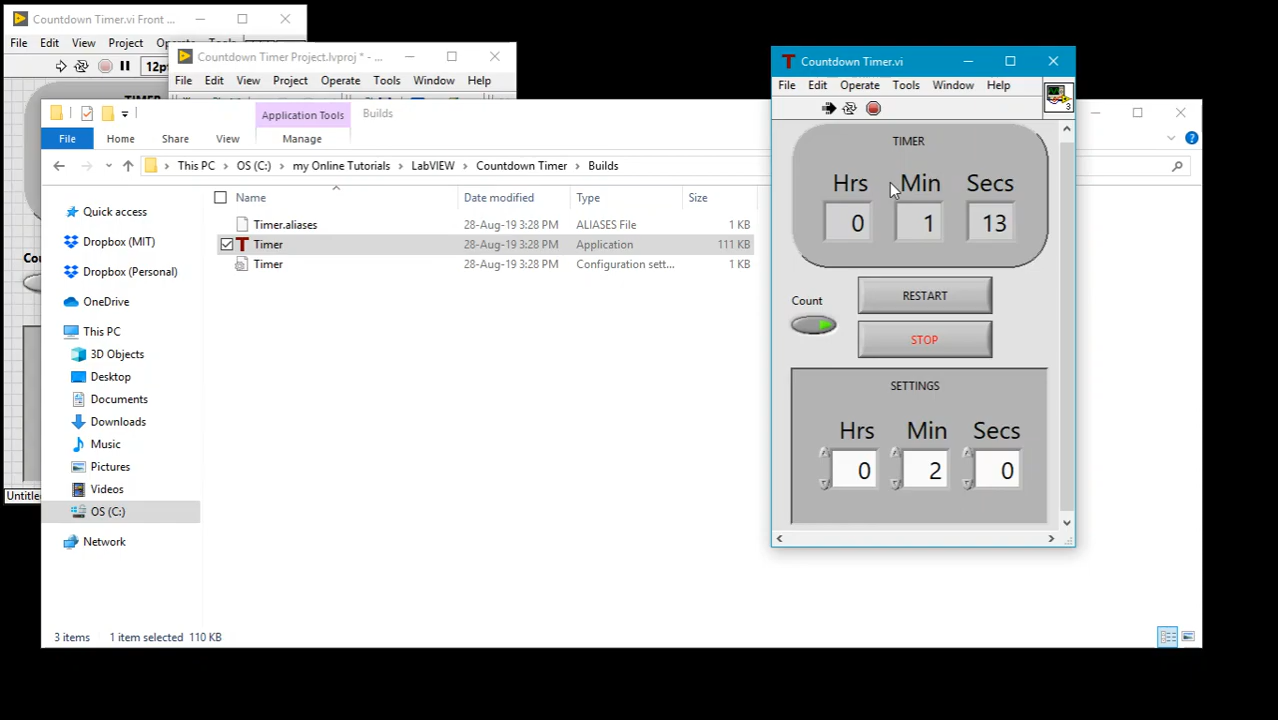 Countdown Timer.vi Front ...
File Edit View Project
12p
Countdown Timer Project.lvproj * - ...
File Edit View Project Operate Tools Window Help
Application Tools
Builds
File Home Share View Manage
This PC > OS (C:) > my Online Tutorials > LabVIEW > Countdown Timer > Builds
Name Date modified Type Size
Timer.aliases 28-Aug-19 3:28 PM ALIASES File 1 KB
Timer 28-Aug-19 3:28 PM Application 111 KB
Timer 28-Aug-19 3:28 PM Configuration sett... 1 KB
Quick access
Dropbox (MIT)
Dropbox (Personal)
OneDrive
This PC
3D Objects
Desktop
Documents
Downloads
Music
Pictures
Videos
OS (C:)
Network
Co
Untitle
3 items 1 item selected 110 KB
T Countdown Timer.vi
File Edit Operate Tools Window Help
3
TIMER
Hrs Min Secs
0 1 13
Count
RESTART
STOP
SETTINGS
Hrs Min Secs
0 2 0